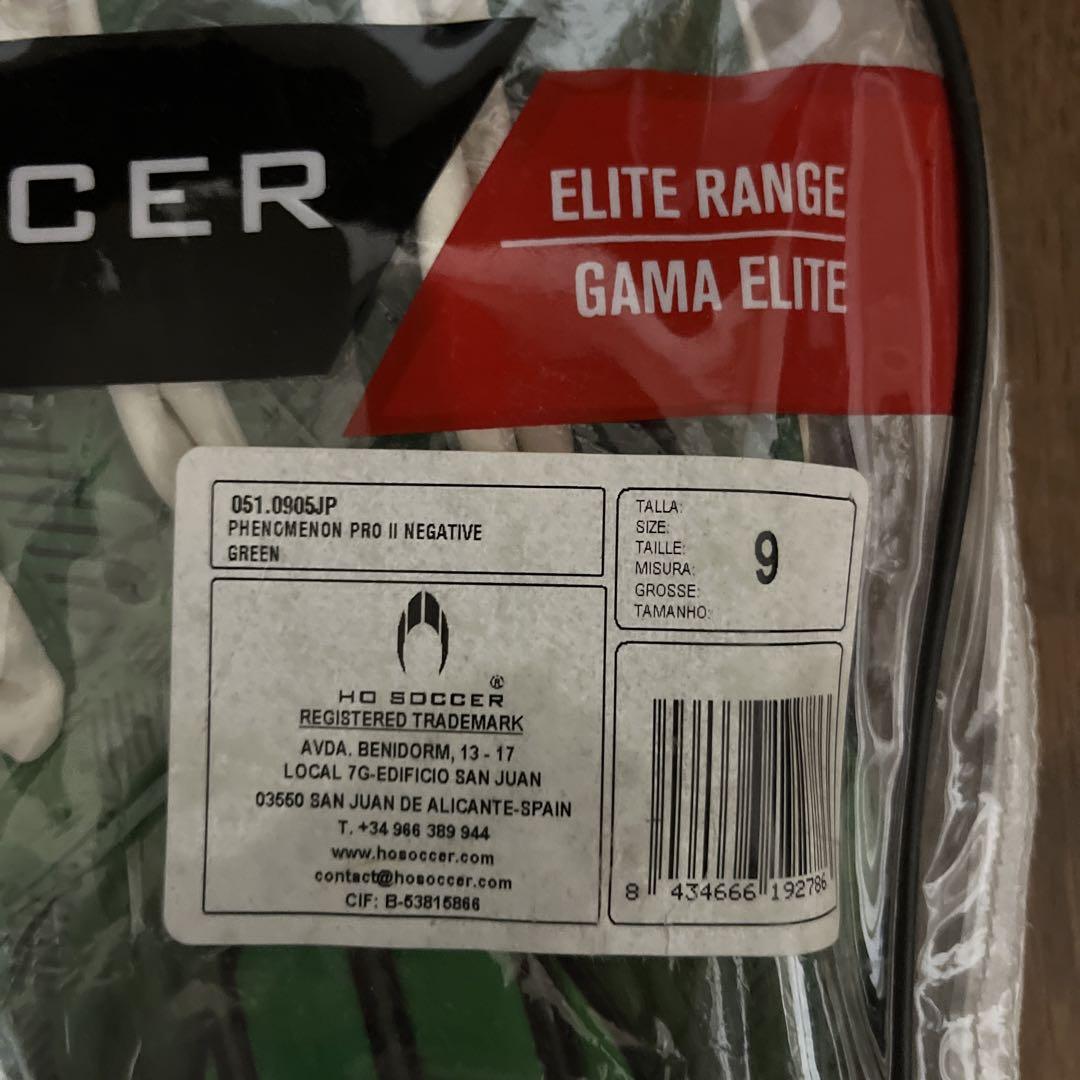 CCER
ELITE RANGE
GAMA ELITE
051.0905JP
PHENOMENON PRO II NEGATIVE
GREEN
TALLA:
SIZE:
TAILLE:
MISURA:
GROSSE:
TAMANHO:
9
®
HO SOCCER
REGISTERED TRADEMARK
AVDA. BENIDORM, 13 - 17
LOCAL 7G-EDIFICIO SAN JUAN
03550 SAN JUAN DE ALICANTE-SPAIN
T. +34 966 389 944
www.hosoccer.com
contact@hosoccer.com
CIF: B-53815866
8 434666 192786